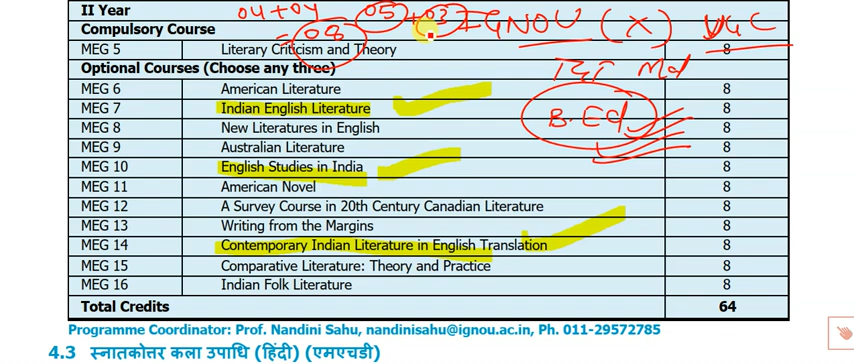 II Year
04+04 05 + 03 IGNOU (X) UGC
Compulsory Course
= 08
MEG 5 Literary Criticism and Theory 8
Optional Courses (Choose any three)
MEG 6 American Literature 8
MEG 7 Indian English Literature 8
B.Ed
MEG 8 New Literatures in English 8
MEG 9 Australian Literature 8
MEG 10 English Studies in India 8
MEG 11 American Novel 8
MEG 12 A Survey Course in 20th Century Canadian Literature 8
MEG 13 Writing from the Margins 8
MEG 14 Contemporary Indian Literature in English Translation 8
MEG 15 Comparative Literature: Theory and Practice 8
MEG 16 Indian Folk Literature 8
Total Credits 64
Programme Coordinator: Prof. Nandini Sahu, nandinisahu@ignou.ac.in, Ph. 011-29572785
4.3 स्नातकोत्तर कला उपाधि (हिंदी) (एमएचडी)